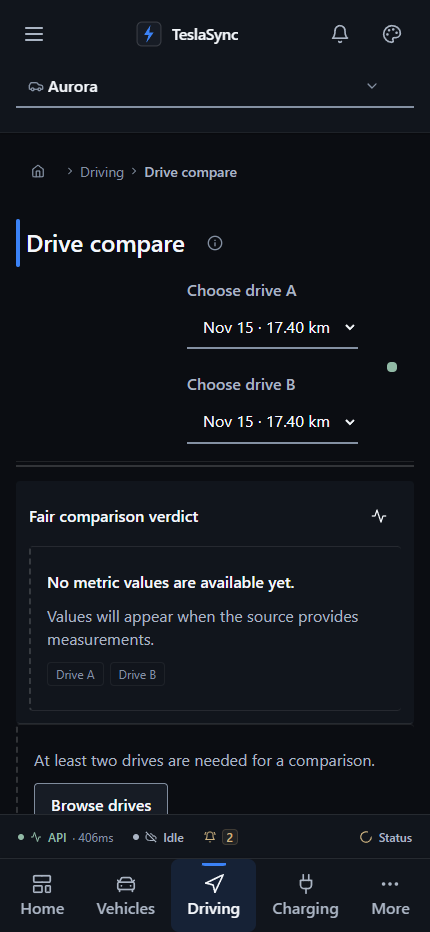 TeslaSync
Aurora
Driving
Drive compare
Drive compare
Choose drive A
Nov 15 · 17.40 km
Choose drive B
Nov 15 · 17.40 km
Fair comparison verdict
No metric values are available yet.
Values will appear when the source provides
measurements.
Drive A
Drive B
At least two drives are needed for a comparison.
Browse drives
API · 406ms
Idle
2
Status
Home
Vehicles
Driving
Charging
More